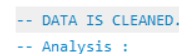 -- DATA IS CLEANED.
-- Analysis :